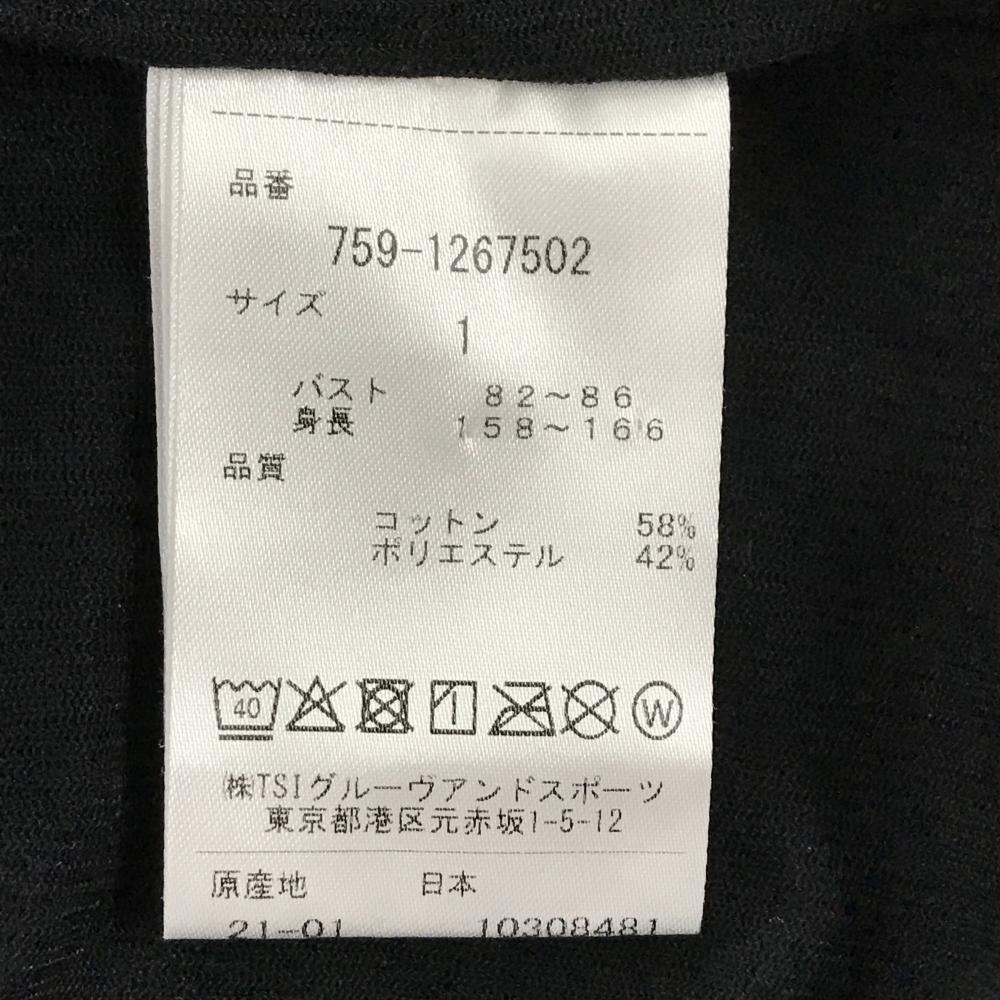 品番
759-1267502
サイズ
1
バスト 82～86
身長 158～166
品質
コットン 58%
ポリエステル 42%
40 W
㈱TSIグルーヴアンドスポーツ
東京都港区元赤坂1-5-12
原産地 日本
21-01 10308481